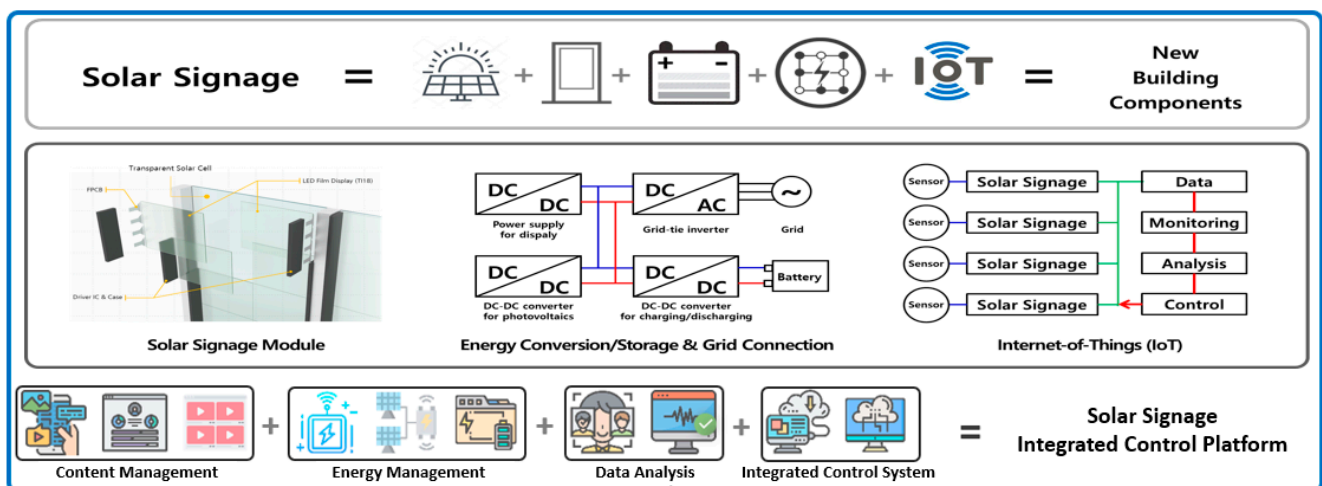 Solar Signage = + + + + IoT = New
Building
Components
Transparent Solar Cell
FPCB
LED Film Display (T118)
Driver IC & Case
Solar Signage Module
DC
DC
Power supply
for dispaly
DC
AC
Grid-tie inverter
~
Grid
DC
DC
DC-DC converter
for photovoltaics
DC
DC
DC-DC converter
for charging/discharging
Battery
Energy Conversion/Storage & Grid Connection
Sensor
Solar Signage
Data
Sensor
Solar Signage
Monitoring
Sensor
Solar Signage
Analysis
Sensor
Solar Signage
Control
Internet-of-Things (IoT)
Content Management
+
Energy Management
+
Data Analysis
+
Integrated Control System
=
Solar Signage
Integrated Control Platform